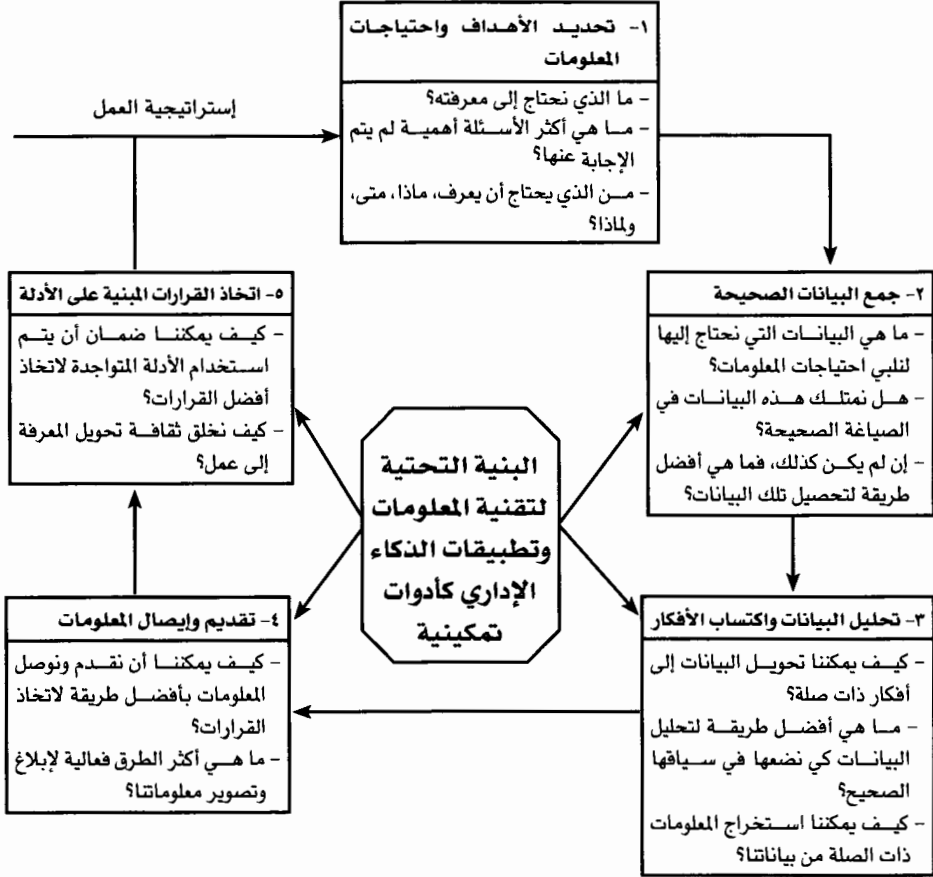 ١- تحديد الأهداف واحتياجات
المعلومات
- ما الذي نحتاج إلى معرفته؟
- ما هي أكثر الأسئلة أهمية لم يتم
الإجابة عنها؟
- من الذي يحتاج أن يعرف، ماذا، متى،
ولماذا؟
إستراتيجية العمل
٢- جمع البيانات الصحيحة
- ما هي البيانات التي نحتاج إليها
لنلبي احتياجات المعلومات؟
- هل نمتلك هذه البيانات في
الصياغة الصحيحة؟
- إن لم يكن كذلك، فما هي أفضل
طريقة لتحصيل تلك البيانات؟
٣- تحليل البيانات واكتساب الأفكار
- كيف يمكننا تحويل البيانات إلى
أفكار ذات صلة؟
- ما هي أفضل طريقة لتحليل
البيانات كي نضعها في سياقها
الصحيح؟
- كيف يمكننا استخراج المعلومات
ذات الصلة من بياناتنا؟
٤- تقديم وإيصال المعلومات
- كيف يمكننا أن نقدم ونوصل
المعلومات بأفضل طريقة لاتخاذ
القرارات؟
- ما هي أكثر الطرق فعالية لإبلاغ
وتصوير معلوماتنا؟
٥- اتخاذ القرارات المبنية على الأدلة
- كيف يمكننا ضمان أن يتم
استخدام الأدلة المتواجدة لاتخاذ
أفضل القرارات؟
- كيف نخلق ثقافة تحويل المعرفة
إلى عمل؟
البنية التحتية
لتقنية المعلومات
وتطبيقات الذكاء
الإداري كأدوات
تمكينية